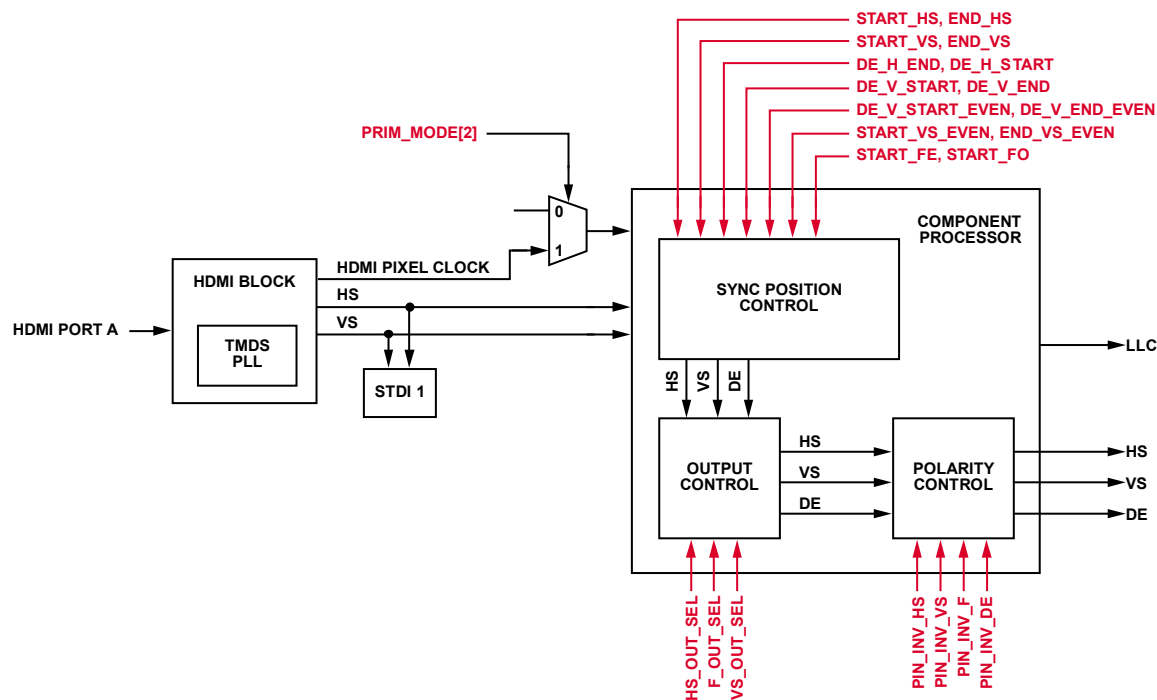 START_HS, END_HS
START_VS, END_VS
DE_H_END, DE_H_START
DE_V_START, DE_V_END
DE_V_START_EVEN, DE_V_END_EVEN
START_VS_EVEN, END_VS_EVEN
START_FE, START_FO
PRIM_MODE[2]
0
1
COMPONENT
PROCESSOR
HDMI PIXEL CLOCK
HDMI BLOCK
HS
VS
HDMI PORT A
TMDS
PLL
STDI 1
SYNC POSITION
CONTROL
LLC
HS
VS
DE
OUTPUT
CONTROL
HS
VS
DE
POLARITY
CONTROL
HS
VS
DE
HS_OUT_SEL
F_OUT_SEL
VS_OUT_SEL
PIN_INV_HS
PIN_INV_VS
PIN_INV_F
PIN_INV_DE